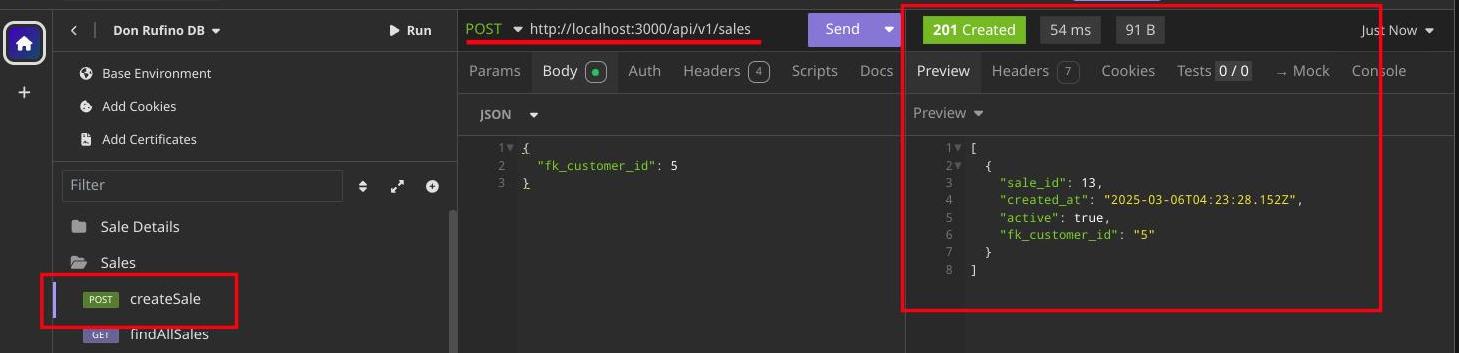 Don Rufino DB
Run
Base Environment
Add Cookies
Add Certificates
Filter
Sale Details
Sales
POST createSale
GET findAllSales
POST http://localhost:3000/api/v1/sales Send
Params Body Auth Headers 4 Scripts Docs
JSON
1 {
2 "fk_customer_id": 5
3 }
201 Created 54 ms 91 B Just Now
Preview Headers 7 Cookies Tests 0 / 0 → Mock Console
Preview
1 [
2 {
3 "sale_id": 13,
4 "created_at": "2025-03-06T04:23:28.152Z",
5 "active": true,
6 "fk_customer_id": "5"
7 }
8 ]